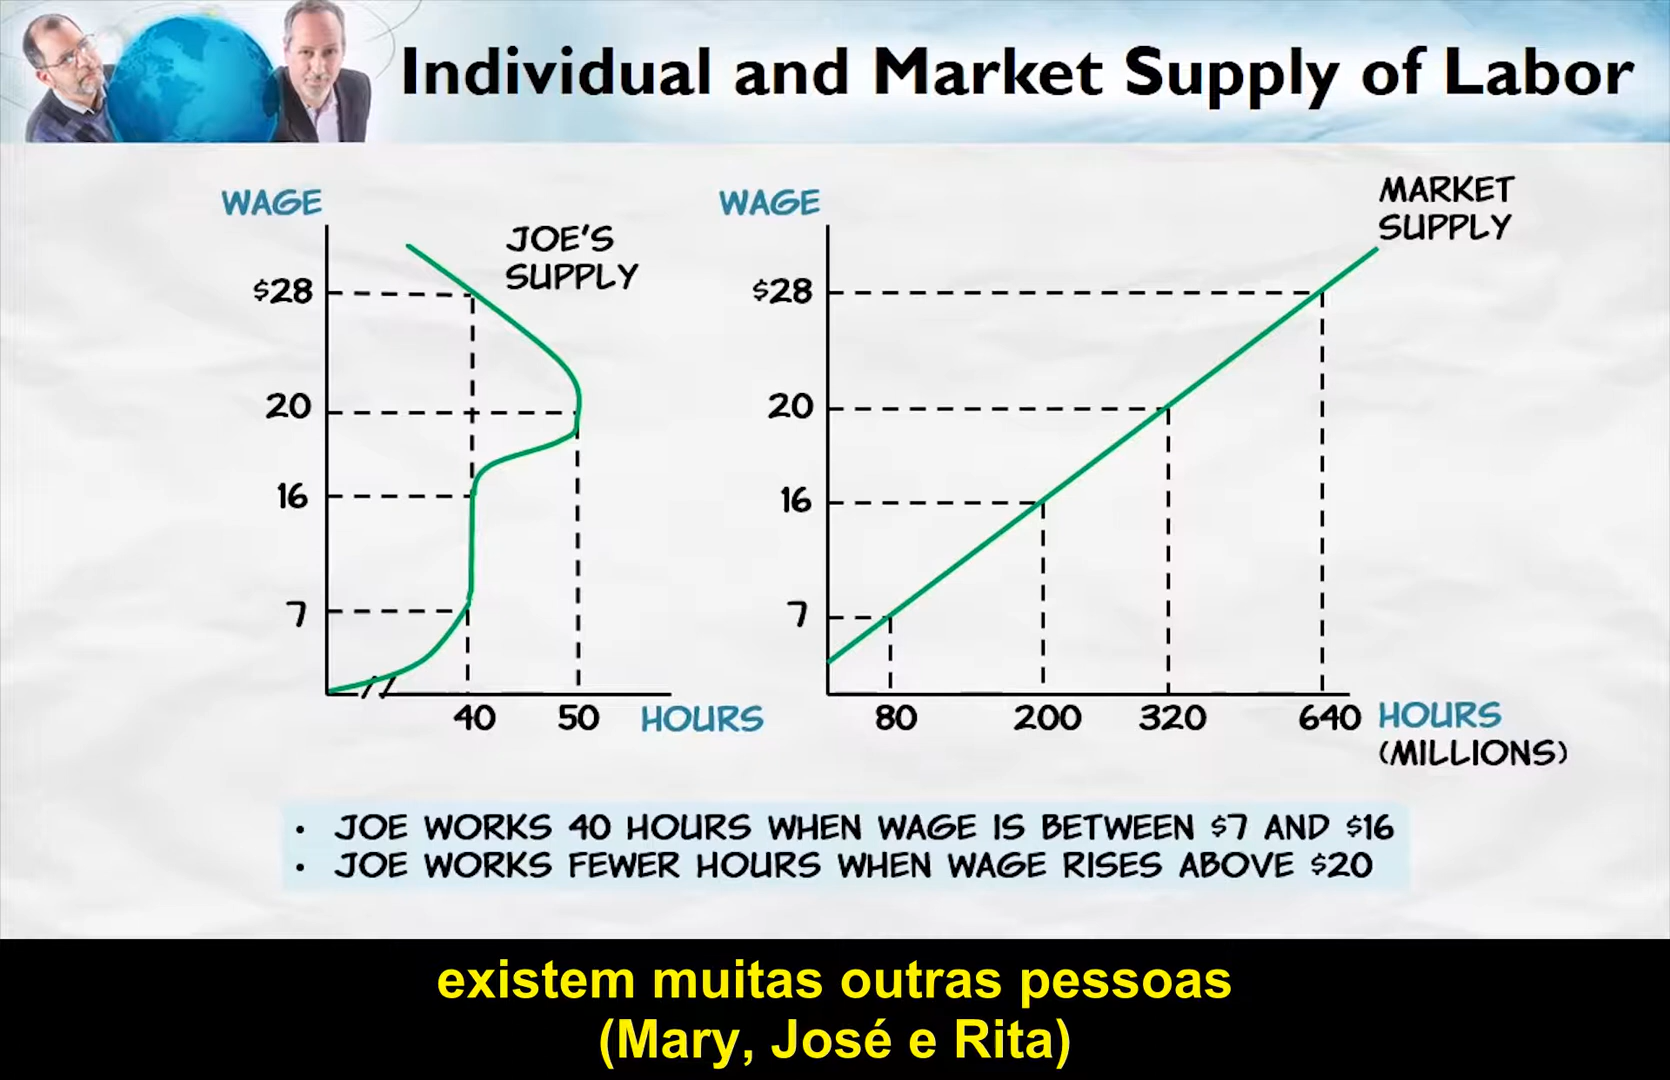 Individual and Market Supply of Labor
WAGE
JOE'S
SUPPLY
$28
20
16
7
40
50
HOURS
WAGE
MARKET
SUPPLY
$28
20
16
7
80
200
320
640
HOURS
(MILLIONS)
• JOE WORKS 40 HOURS WHEN WAGE IS BETWEEN $7 AND $16
• JOE WORKS FEWER HOURS WHEN WAGE RISES ABOVE $20
existem muitas outras pessoas
(Mary, José e Rita)